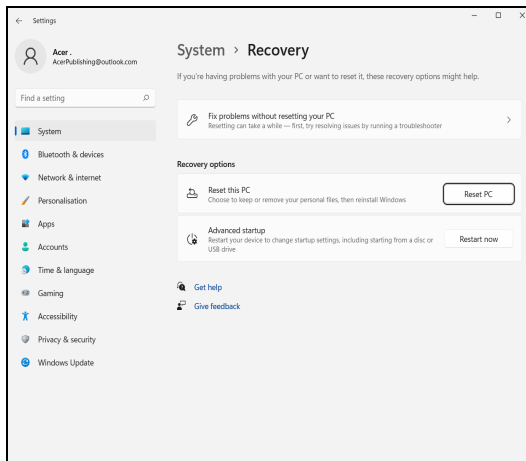 Settings
Acer .
AcerPublishing@outlook.com
Find a setting
System
Bluetooth & devices
Network & internet
Personalisation
Apps
Accounts
Time & language
Gaming
Accessibility
Privacy & security
Windows Update
System > Recovery
If you're having problems with your PC or want to reset it, these recovery options might help.
Fix problems without resetting your PC
Resetting can take a while — first, try resolving issues by running a troubleshooter
Recovery options
Reset this PC
Choose to keep or remove your personal files, then reinstall Windows
Reset PC
Advanced startup
Restart your device to change startup settings, including starting from a disc or
USB drive
Restart now
Get help
Give feedback